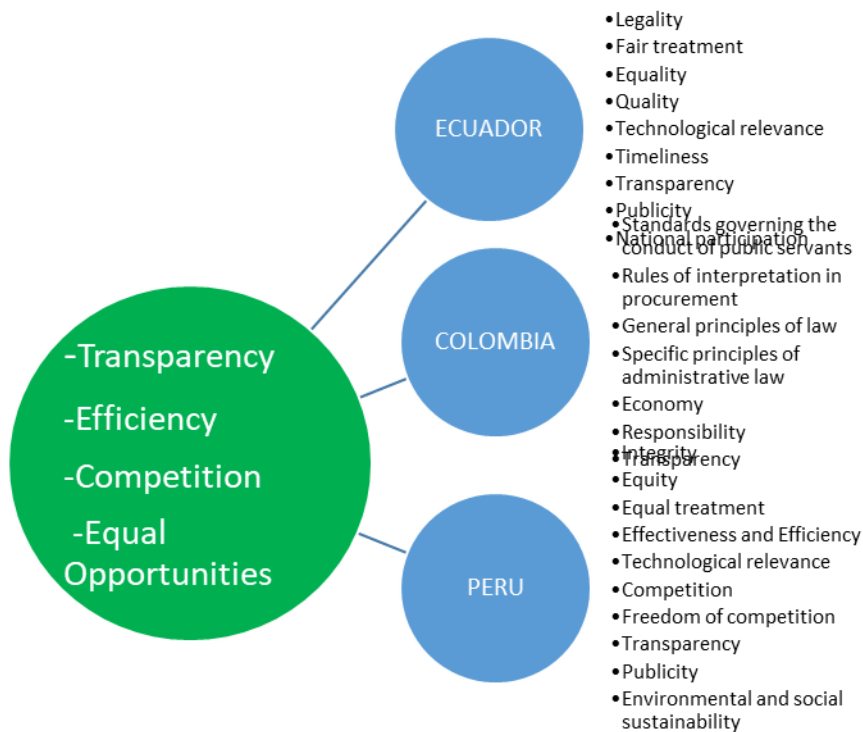 -Transparency
-Efficiency
-Competition
-Equal
Opportunities
ECUADOR
•Legality
•Fair treatment
•Equality
•Quality
•Technological relevance
•Timeliness
•Transparency
•Publicity
•National participation
COLOMBIA
•Standards governing the
conduct of public servants
•Rules of interpretation in
procurement
•General principles of law
•Specific principles of
administrative law
•Economy
•Responsibility
•Transparency
PERU
•Integrity
•Equity
•Equal treatment
•Effectiveness and Efficiency
•Technological relevance
•Competition
•Freedom of competition
•Transparency
•Publicity
•Environmental and social
sustainability